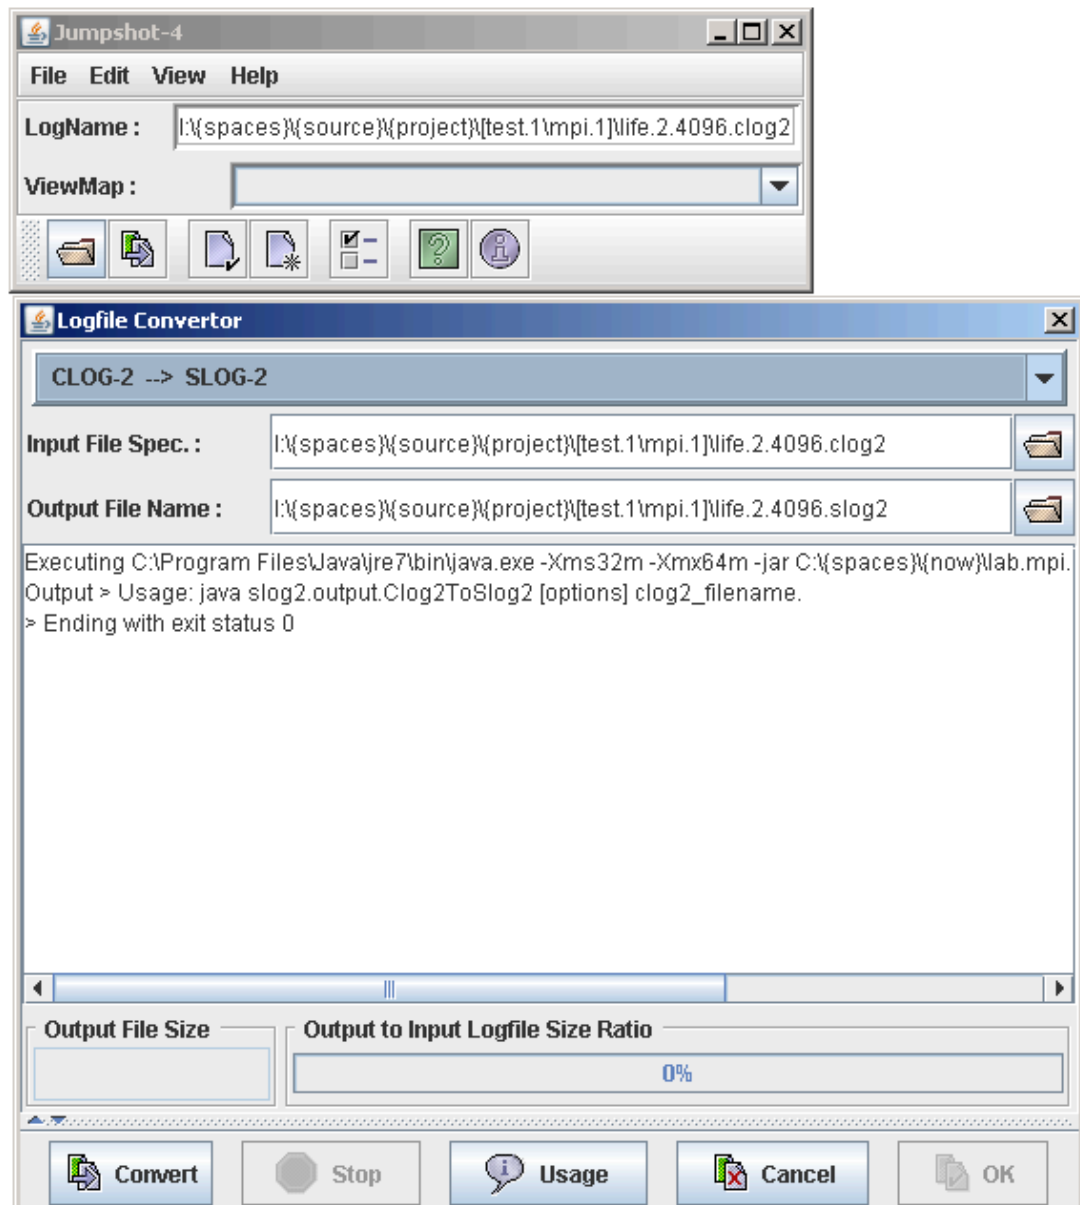 Jumpshot-4
File Edit View Help
LogName : l:\{spaces}\{source}\{project}\[test.1\mpi.1]\life.2.4096.clog2
ViewMap :
Logfile Convertor
CLOG-2 --> SLOG-2
Input File Spec. : l:\{spaces}\{source}\{project}\[test.1\mpi.1]\life.2.4096.clog2
Output File Name : l:\{spaces}\{source}\{project}\[test.1\mpi.1]\life.2.4096.slog2
Executing C:\Program Files\Java\jre7\bin\java.exe -Xms32m -Xmx64m -jar C:\{spaces}\{now}\lab.mpi.
Output > Usage: java slog2.output.Clog2ToSlog2 [options] clog2_filename.
> Ending with exit status 0
Output File Size Output to Input Logfile Size Ratio
0%
Convert Stop Usage Cancel OK